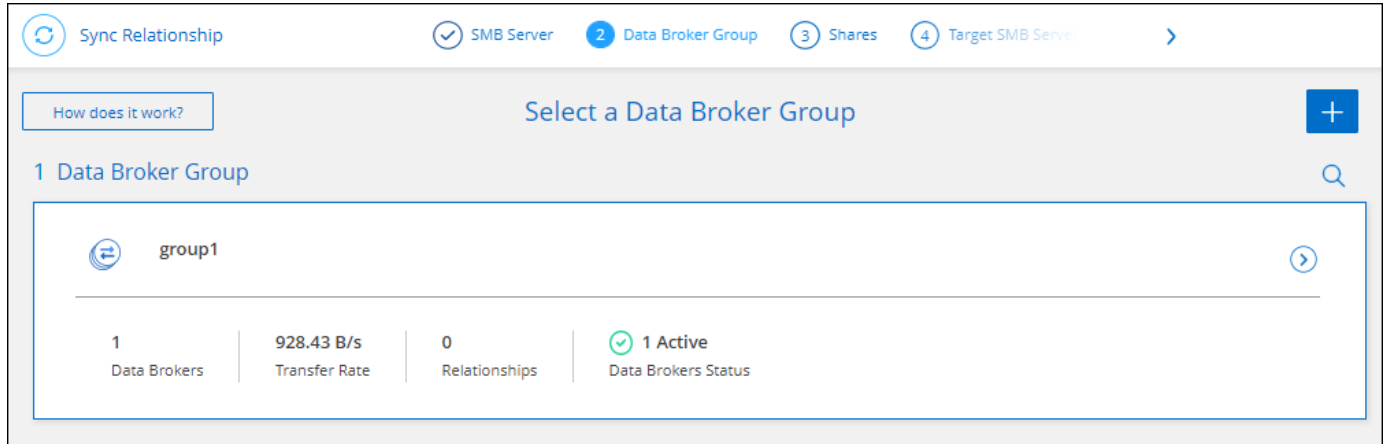 Sync Relationship SMB Server 2 Data Broker Group 3 Shares 4 Target SMB Server
How does it work? Select a Data Broker Group
1 Data Broker Group
group1
1 928.43 B/s 0 1 Active
Data Brokers Transfer Rate Relationships Data Brokers Status